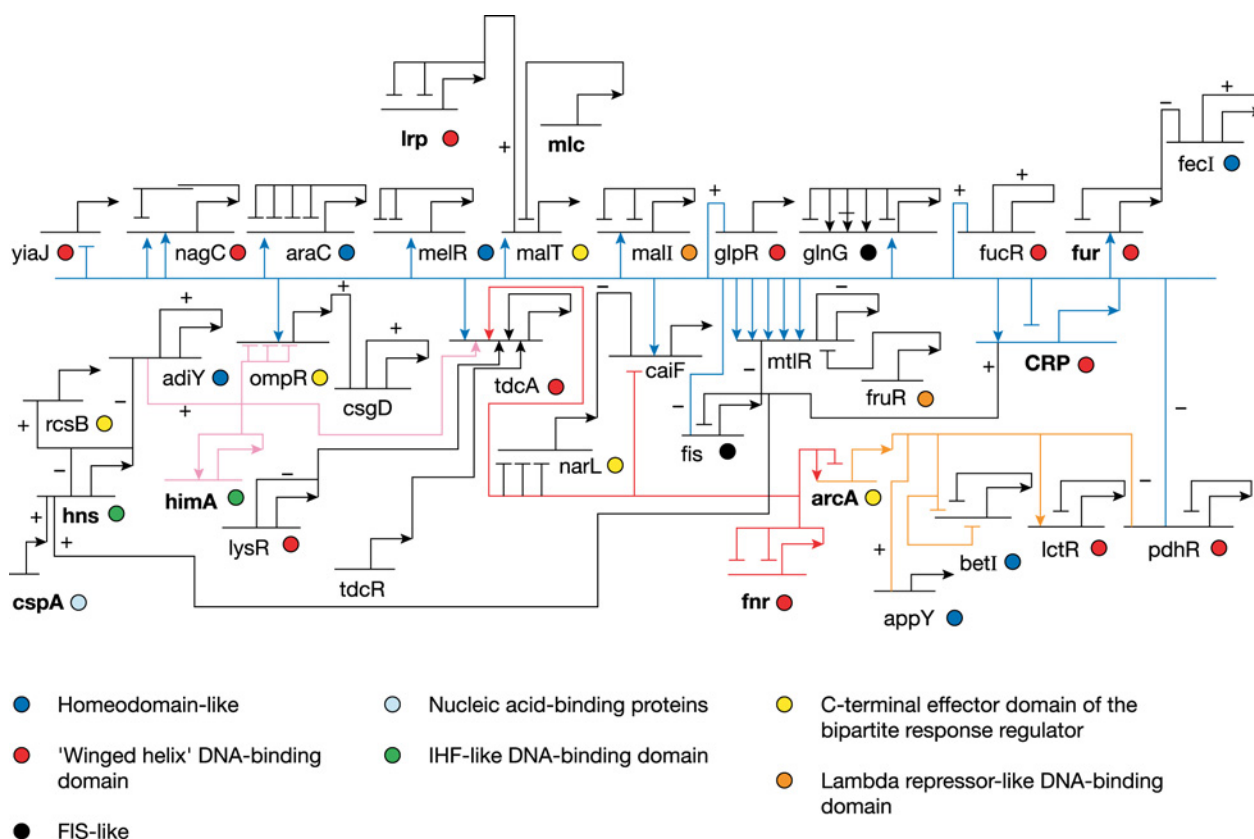 +
−
lrp
mlc
+
fecI
+
+
yiaJ
nagC
araC
melR
malT
malI
glpR
glnG
fucR
fur
+
+
+
−
−
adiY
ompR
csgD
tdcA
caiF
mtlR
fruR
CRP
−
−
+
−
rcsB
+
+
−
himA
narL
fis
arcA
−
−
hns
−
lysR
tdcR
+
+
cspA
fnr
+
betI
lctR
pdhR
appY
Homeodomain-like
'Winged helix' DNA-binding
domain
FIS-like
Nucleic acid-binding proteins
IHF-like DNA-binding domain
C-terminal effector domain of the
bipartite response regulator
Lambda repressor-like DNA-binding
domain